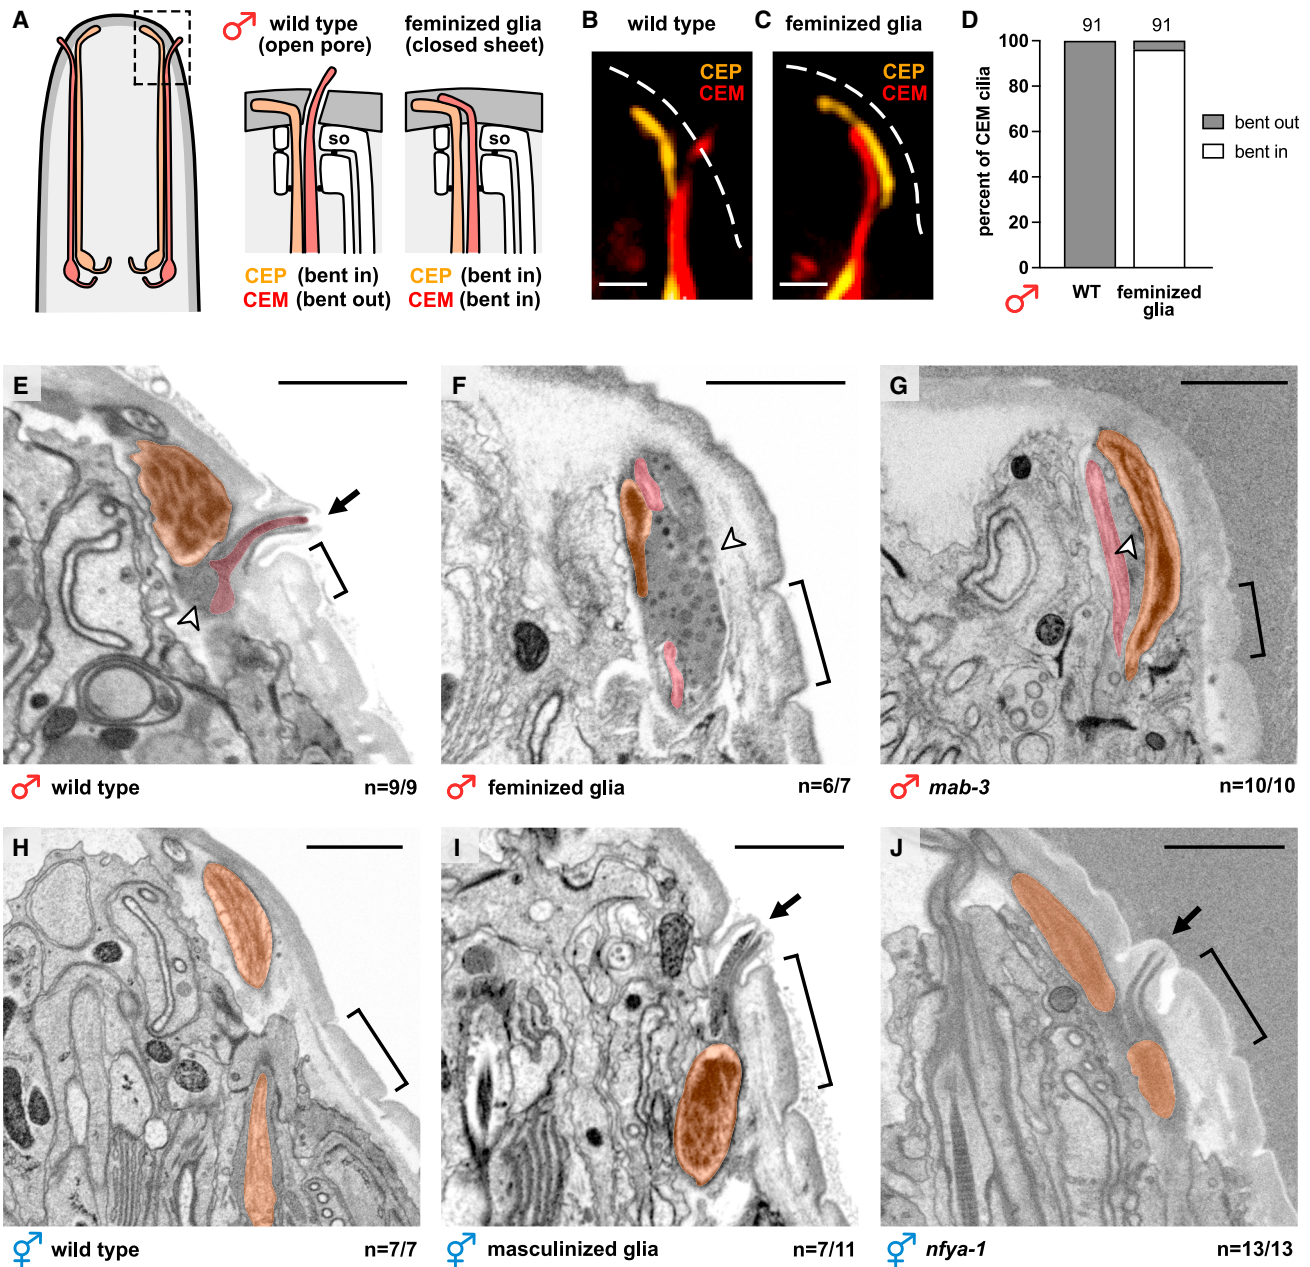 A
wild type
(open pore)
feminized glia
(closed sheet)
so
so
CEP (bent in)
CEM (bent out)
CEP (bent in)
CEM (bent in)
B
wild type
CEP
CEM
C
feminized glia
CEP
CEM
D
91
91
100
80
60
40
20
0
percent of CEM cilia
bent out
bent in
WT
feminized
glia
E
wild type
n=9/9
F
feminized glia
n=6/7
G
mab-3
n=10/10
H
wild type
n=7/7
I
masculinized glia
n=7/11
J
nfya-1
n=13/13